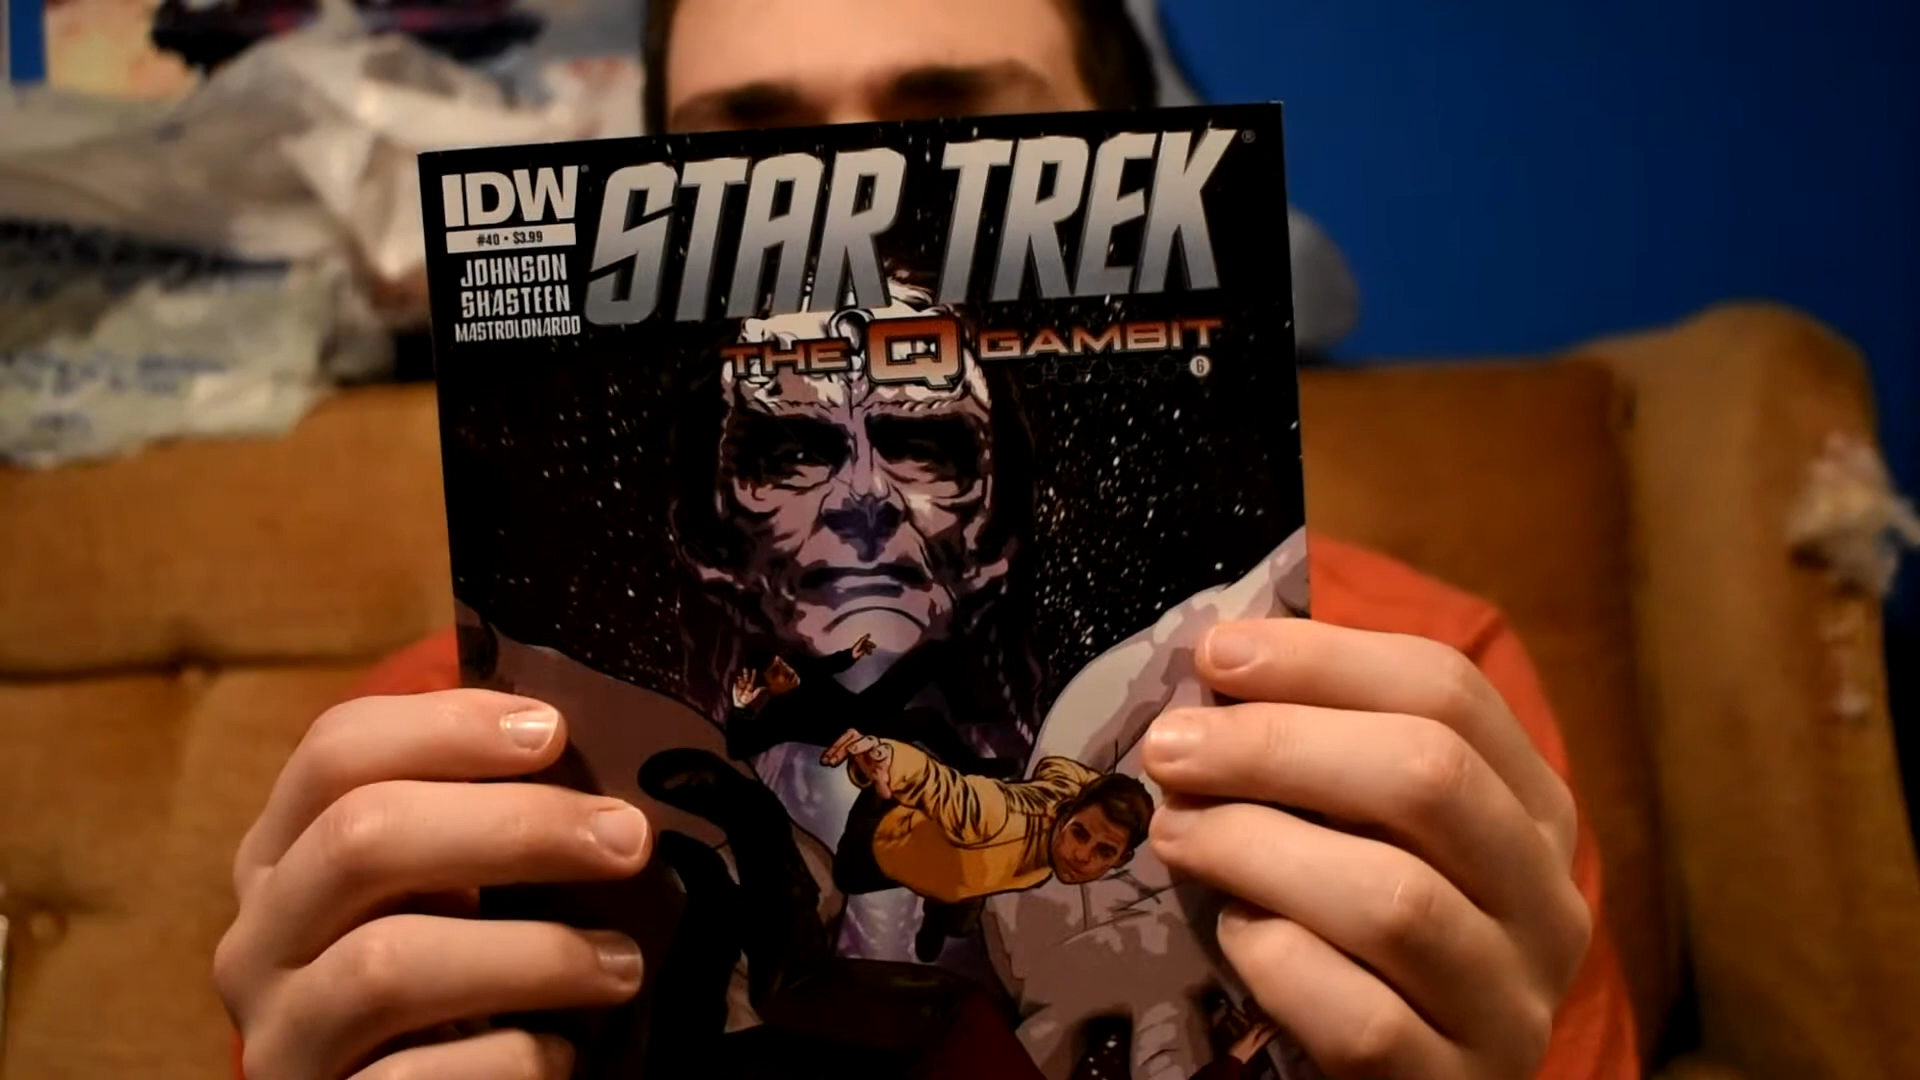 IDW
#40 • $3.99
JOHNSON
SHASTEEN
MASTROLONARDO
STAR TREK®
THE Q GAMBIT
6